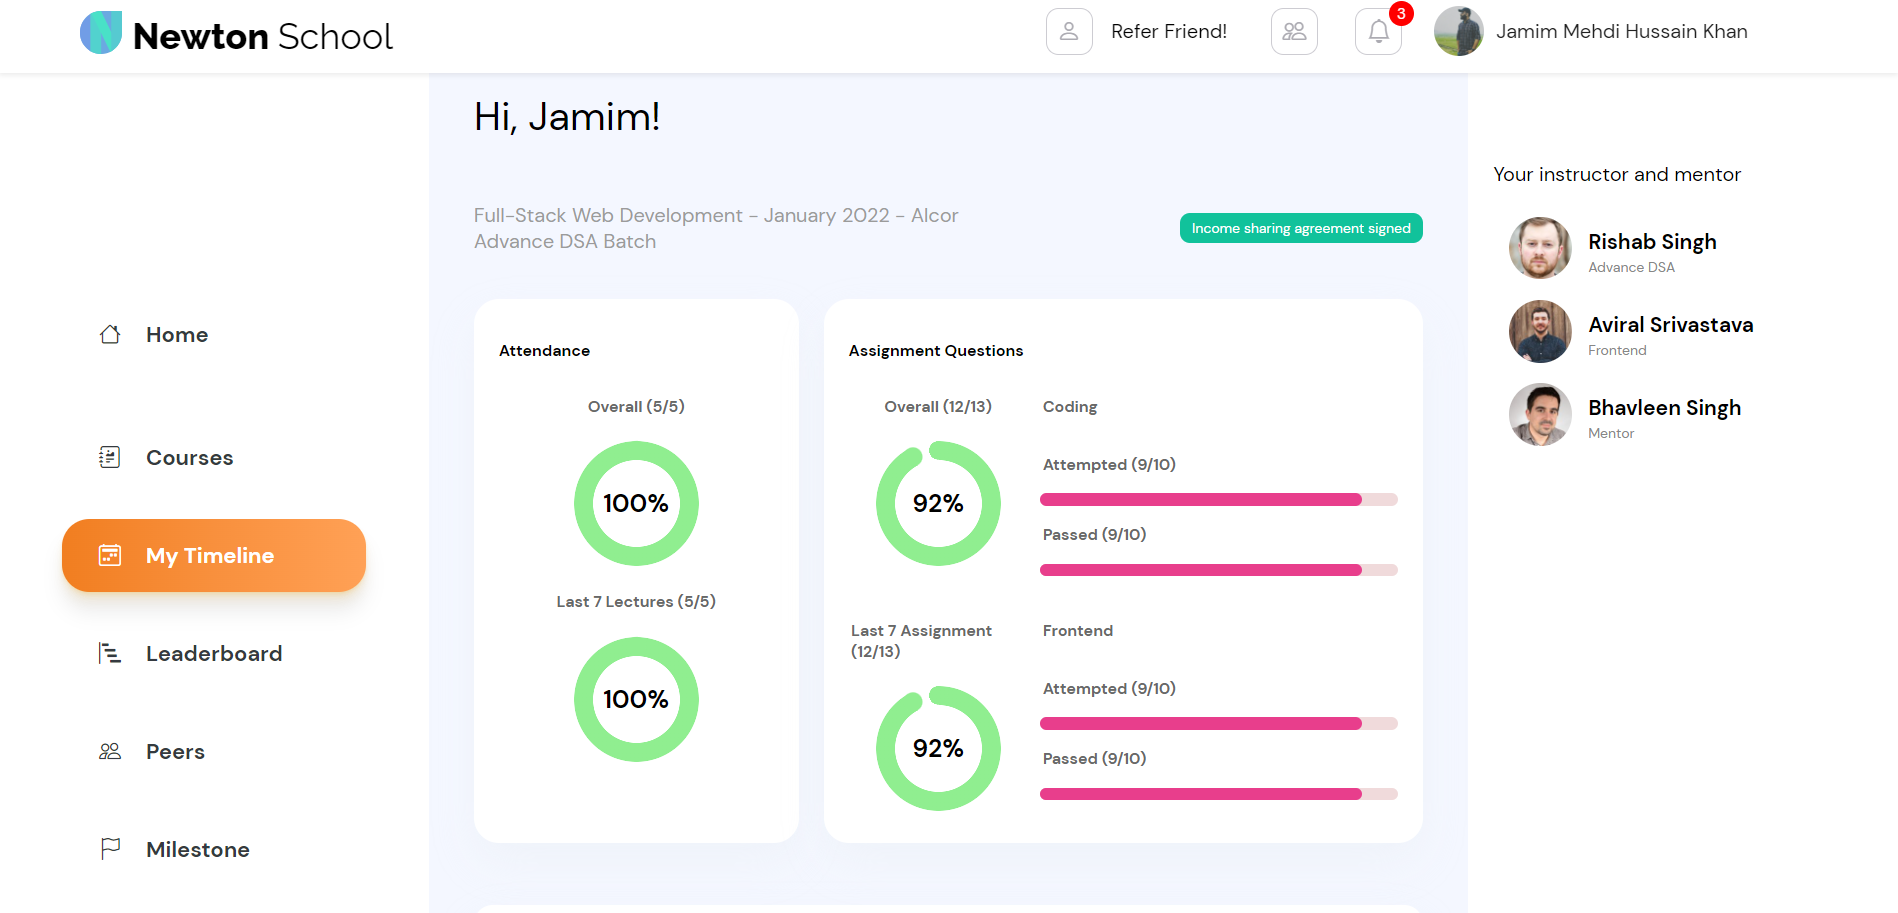 Newton School
Refer Friend!
3
Jamim Mehdi Hussain Khan
Home
Courses
My Timeline
Leaderboard
Peers
Milestone
Hi, Jamim!
Full-Stack Web Development - January 2022 - Alcor
Advance DSA Batch
Income sharing agreement signed
Attendance
Overall (5/5)
100%
Last 7 Lectures (5/5)
100%
Assignment Questions
Overall (12/13)
92%
Coding
Attempted (9/10)
Passed (9/10)
Last 7 Assignment
(12/13)
92%
Frontend
Attempted (9/10)
Passed (9/10)
Your instructor and mentor
Rishab Singh
Advance DSA
Aviral Srivastava
Frontend
Bhavleen Singh
Mentor